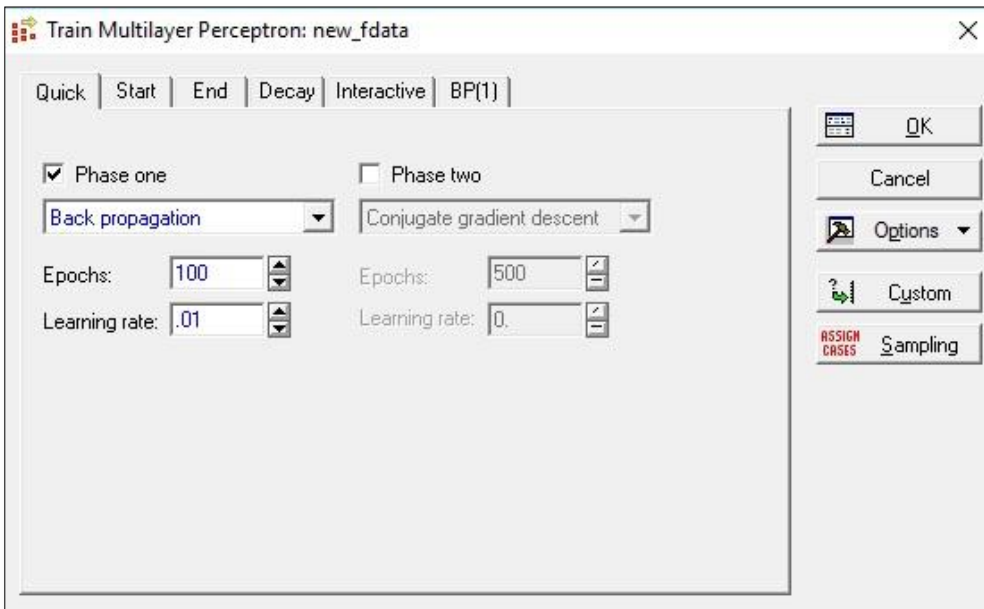 Train Multilayer Perceptron: new_fdata
Quick Start End Decay Interactive BP(1)
Phase one Phase two
Back propagation Conjugate gradient descent
Epochs: 100 Epochs: 500
Learning rate: .01 Learning rate: 0.
OK
Cancel
Options
Custom
ASSIGN
CASES Sampling